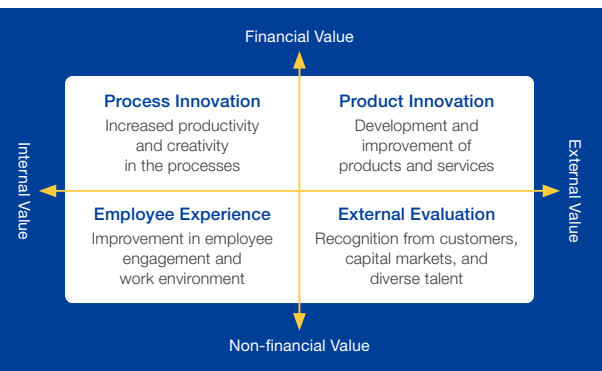 Financial Value
Internal Value
Process Innovation
Increased productivity
and creativity
in the processes
Product Innovation
Development and
improvement of
products and services
Employee Experience
Improvement in employee
engagement and
work environment
External Evaluation
Recognition from customers,
capital markets, and
diverse talent
External Value
Non-financial Value